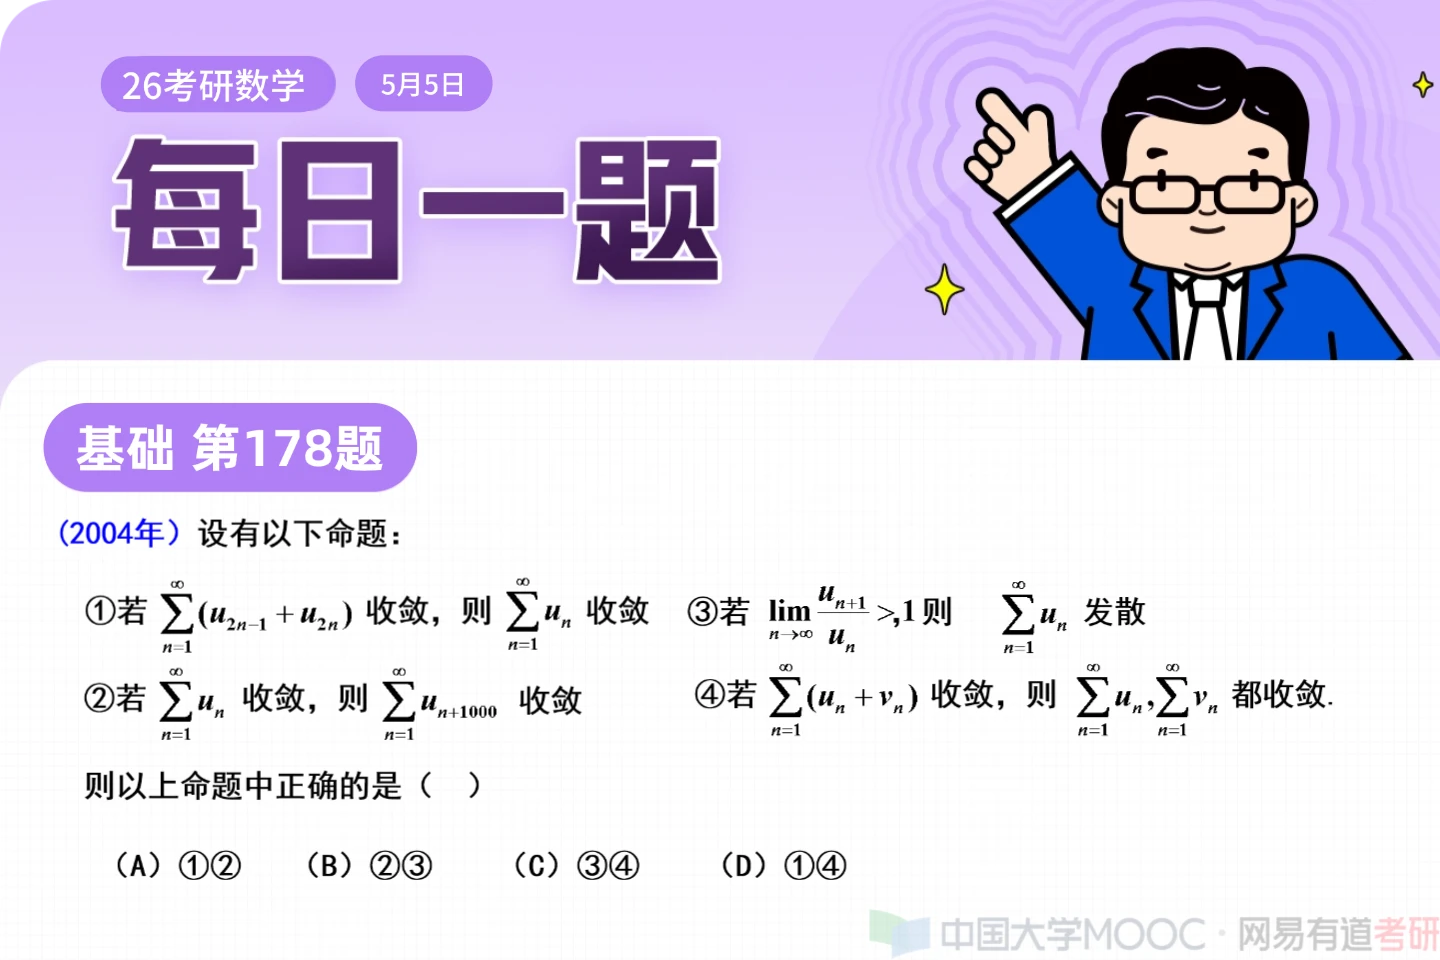 26考研数学 5月5日
每日一题
基础 第178题
(2004年）设有以下命题：
①若 $\sum_{n=1}^{\infty}(u_{2n-1}+u_{2n})$ 收敛，则 $\sum_{n=1}^{\infty}u_n$ 收敛
②若 $\sum_{n=1}^{\infty}u_n$ 收敛，则 $\sum_{n=1}^{\infty}u_{n+1000}$ 收敛
③若 $\lim_{n\to\infty}\frac{u_{n+1}}{u_n}>,1$ 则 $\sum_{n=1}^{\infty}u_n$ 发散
④若 $\sum_{n=1}^{\infty}(u_n+v_n)$ 收敛，则 $\sum_{n=1}^{\infty}u_n,\sum_{n=1}^{\infty}v_n$ 都收敛.
则以上命题中正确的是（ ）
（A）①② （B）②③ （C）③④ （D）①④
中国大学MOOC · 网易有道考研